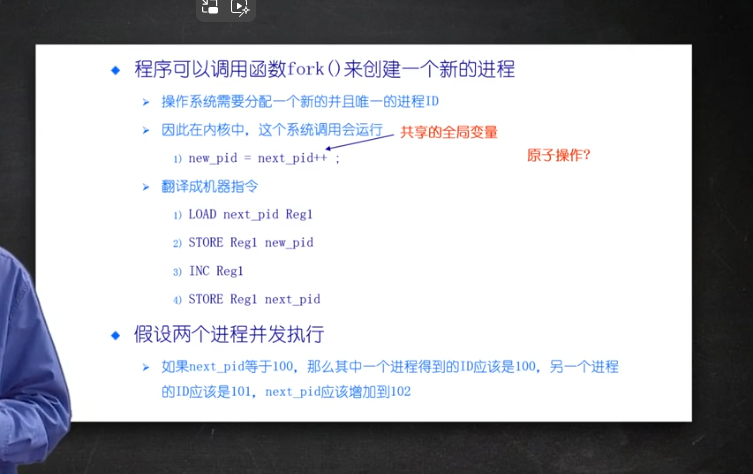 程序可以调用函数fork()来创建一个新的进程
操作系统需要分配一个新的并且唯一的进程ID
因此在内核中，这个系统调用会运行
共享的全局变量
1) new_pid = next_pid++ ;
原子操作?
翻译成机器指令
1) LOAD next_pid Reg1
2) STORE Reg1 new_pid
3) INC Reg1
4) STORE Reg1 next_pid
假设两个进程并发执行
如果next_pid等于100，那么其中一个进程得到的ID应该是100，另一个进程
的ID应该是101，next_pid应该增加到102